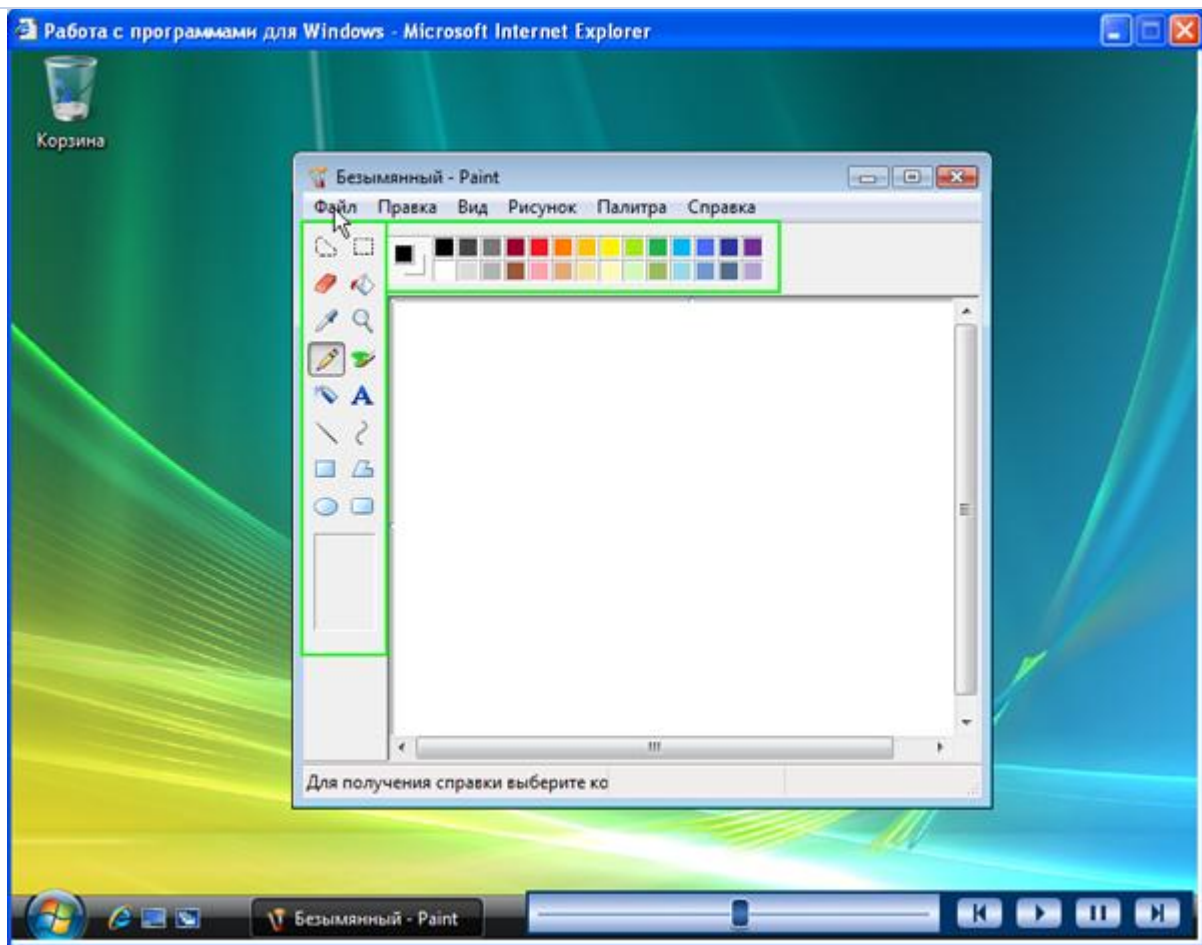 Работа с программами для Windows - Microsoft Internet Explorer
Корзина
Безымянный - Paint
Файл Правка Вид Рисунок Палитра Справка
A
Для получения справки выберите ко
Безымянный - Paint